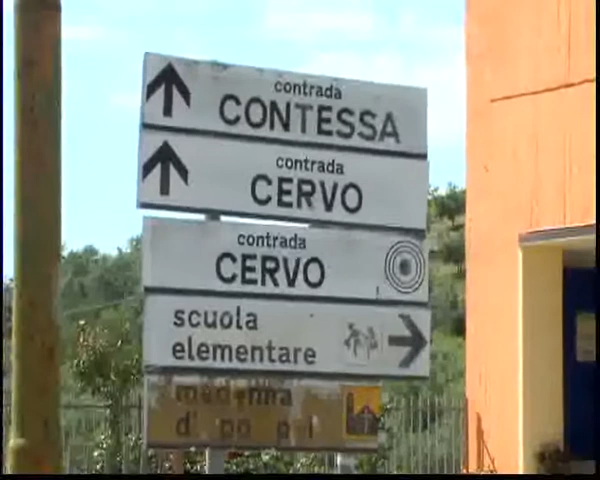 contrada
CONTESSA
contrada
CERVO
contrada
CERVO
scuola
elementare